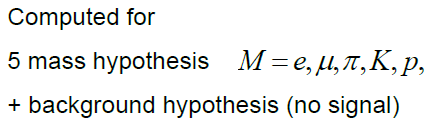 Computed for
5 mass hypothesis M = e, μ, π, K, p,
+ background hypothesis (no signal)